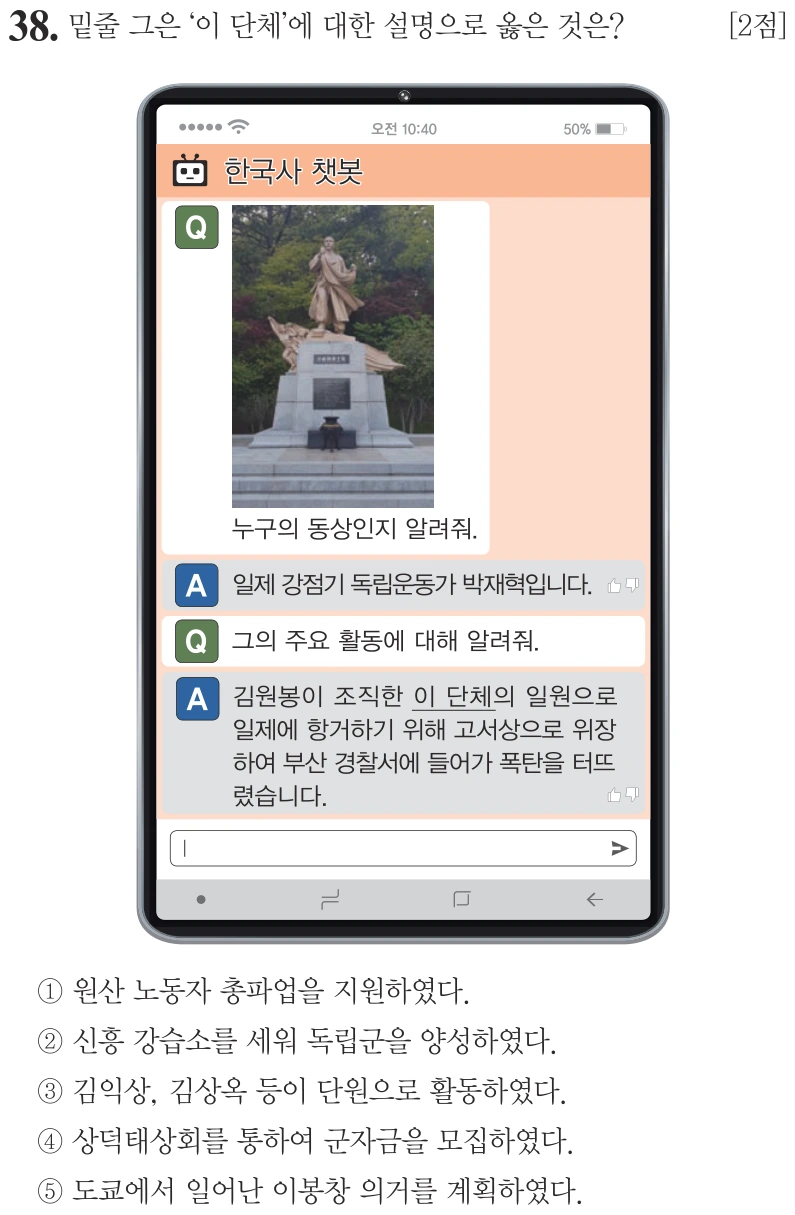 38. 밑줄 그은 ‘이 단체’에 대한 설명으로 옳은 것은? [2점]
오전 10:40 50%
한국사 챗봇
Q
누구의 동상인지 알려줘.
A 일제 강점기 독립운동가 박재혁입니다.
Q 그의 주요 활동에 대해 알려줘.
A 김원봉이 조직한 이 단체의 일원으로
일제에 항거하기 위해 고서상으로 위장
하여 부산 경찰서에 들어가 폭탄을 터뜨
렸습니다.
① 원산 노동자 총파업을 지원하였다.
② 신흥 강습소를 세워 독립군을 양성하였다.
③ 김익상, 김상옥 등이 단원으로 활동하였다.
④ 상덕태상회를 통하여 군자금을 모집하였다.
⑤ 도쿄에서 일어난 이봉창 의거를 계획하였다.